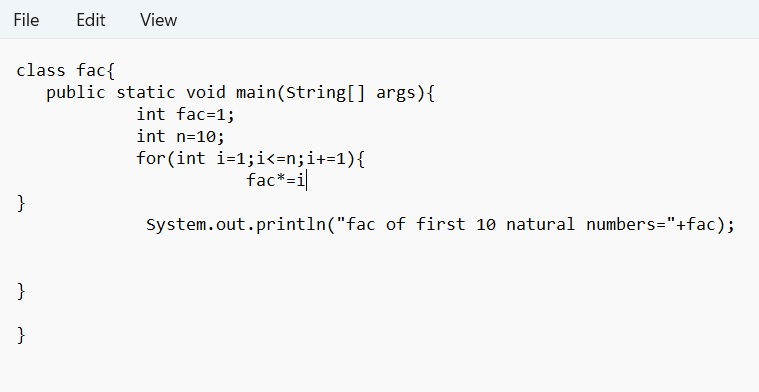 File Edit View
class fac{
public static void main(String[] args){
int fac=1;
int n=10;
for(int i=1;i<=n;i+=1){
fac*=i
}
System.out.println("fac of first 10 natural numbers="+fac);
}
}